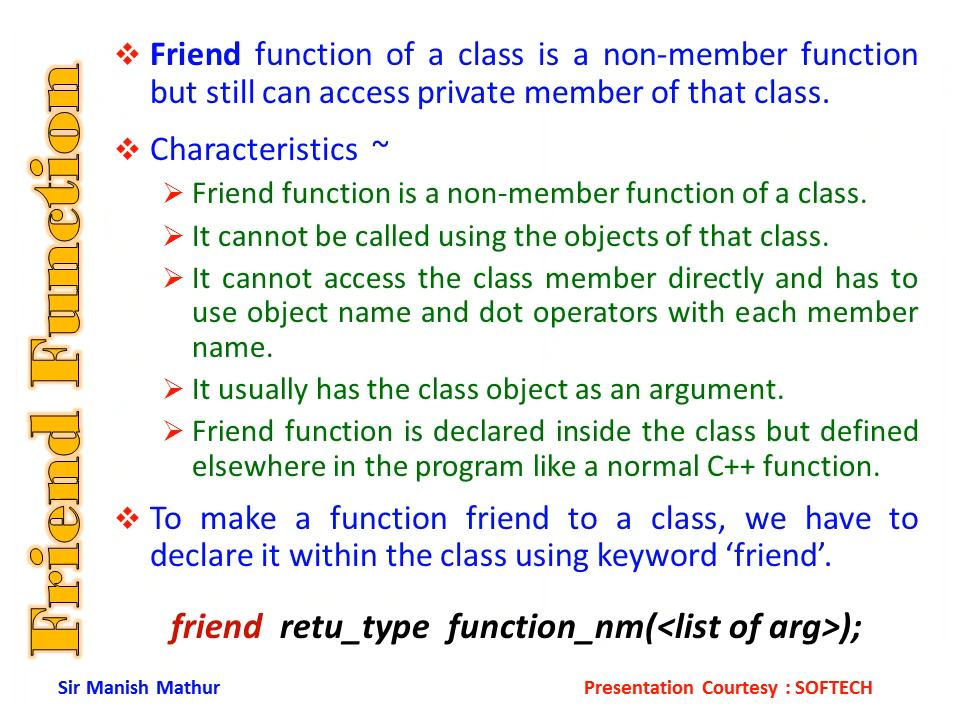 Friend Function
Friend function of a class is a non-member function
but still can access private member of that class.
Characteristics ~
Friend function is a non-member function of a class.
It cannot be called using the objects of that class.
It cannot access the class member directly and has to
use object name and dot operators with each member
name.
It usually has the class object as an argument.
Friend function is declared inside the class but defined
elsewhere in the program like a normal C++ function.
To make a function friend to a class, we have to
declare it within the class using keyword ‘friend’.
friend retu_type function_nm(<list of arg>);
Sir Manish Mathur
Presentation Courtesy : SOFTECH